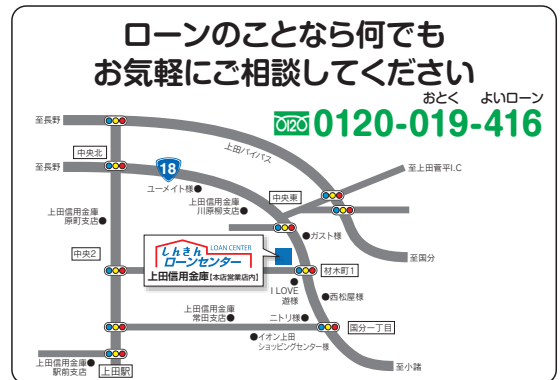 ローンのことなら何でも
お気軽にご相談してください
おとく よいローン
0120 0120-019-416
至長野
上田バイパス
中央北
至長野
18
至上田菅平I.C
ユーメイト様
中央東
上田信用金庫
川原柳支店
上田信用金庫
原町支店
ガスト様
しんきん LOAN CENTER
ローンセンター
上田信用金庫【本店営業店内】
中央2
至国分
材木町1
I LOVE
遊様
西松屋様
上田信用金庫
常田支店
ニトリ様
国分一丁目
イオン上田
ショッピングセンター様
上田信用金庫
駅前支店
上田駅
至小諸